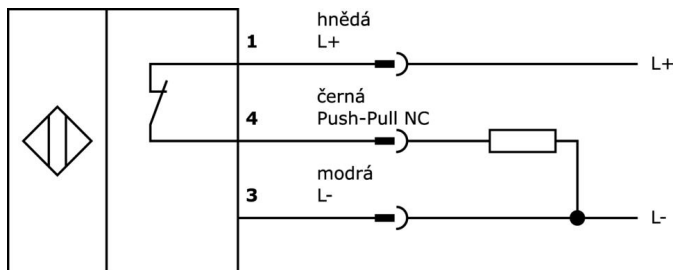 hnědá
1 L+
L+
černá
4 Push-Pull NC
modrá
3 L-
L-